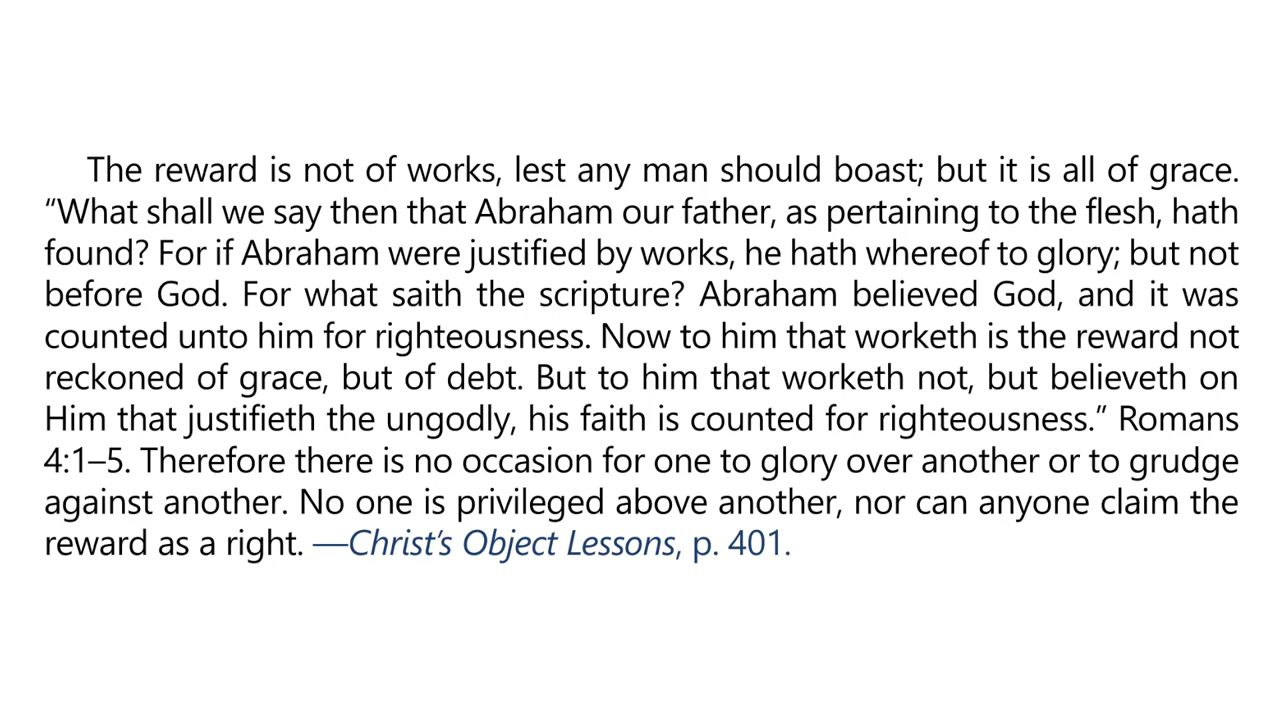 The reward is not of works, lest any man should boast; but it is all of grace.
“What shall we say then that Abraham our father, as pertaining to the flesh, hath
found? For if Abraham were justified by works, he hath whereof to glory; but not
before God. For what saith the scripture? Abraham believed God, and it was
counted unto him for righteousness. Now to him that worketh is the reward not
reckoned of grace, but of debt. But to him that worketh not, but believeth on
Him that justifieth the ungodly, his faith is counted for righteousness.” Romans
4:1–5. Therefore there is no occasion for one to glory over another or to grudge
against another. No one is privileged above another, nor can anyone claim the
reward as a right. —Christ’s Object Lessons, p. 401.